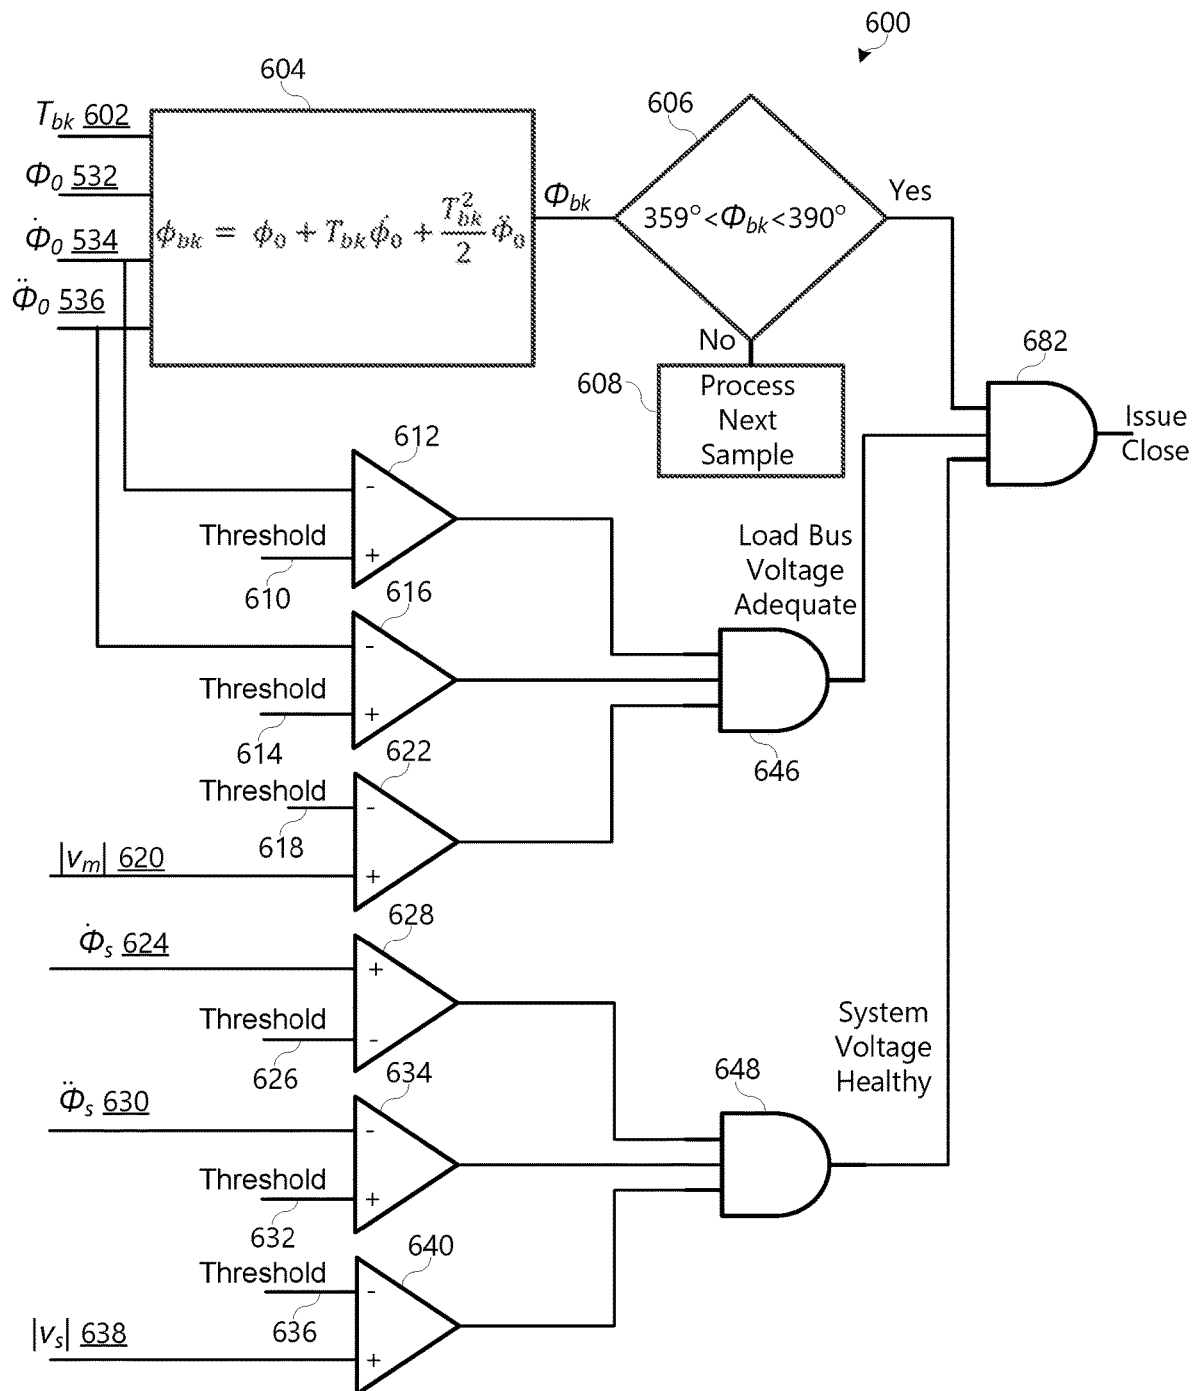 600
604
T_bk 602
Φ_0 532
Φ̇_0 534
Φ̈_0 536
ϕ_bk = ϕ_0 + T_bk ϕ̇_0 + T_bk^2/2 Φ̈_0
Φ_bk
606
359°<Φ_bk<390°
Yes
No
608
Process
Next
Sample
682
Issue
Close
612
-
Threshold
+
610
616
-
Threshold
+
614
Load Bus
Voltage
Adequate
646
622
Threshold
-
618
|v_m| 620
+
628
Φ̇_s 624
+
Threshold
-
626
634
Φ̈_s 630
-
Threshold
+
632
648
System
Voltage
Healthy
640
Threshold
-
636
|v_s| 638
+